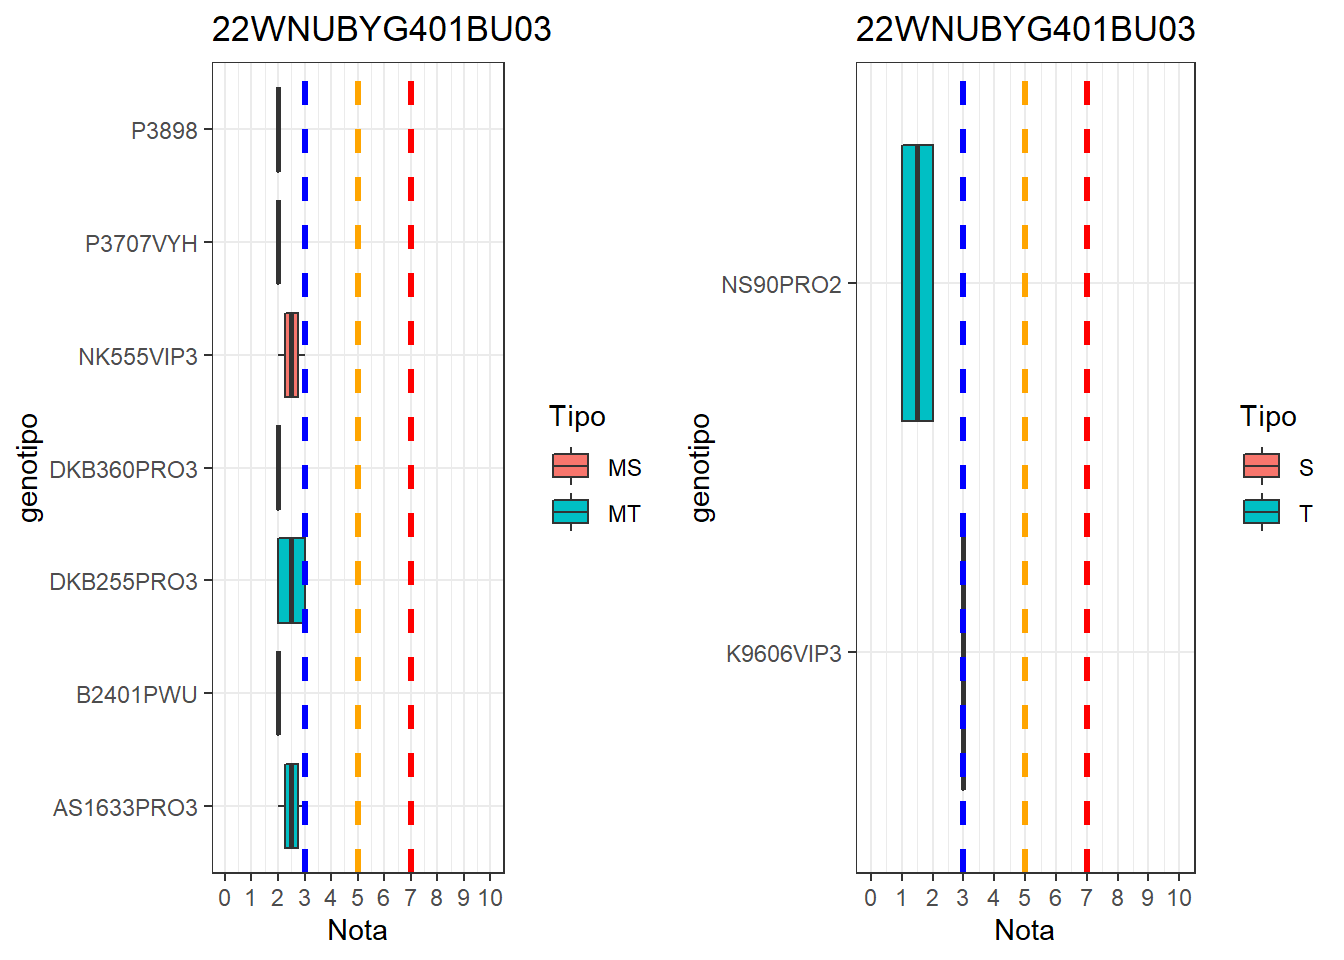 22WNUBYG401BU03
P3898
P3707VYH
NK555VIP3
DKB360PRO3
DKB255PRO3
B2401PWU
AS1633PRO3
genotipo
0 1 2 3 4 5 6 7 8 9 10
Nota
Tipo
MS
MT
22WNUBYG401BU03
NS90PRO2
K9606VIP3
genotipo
0 1 2 3 4 5 6 7 8 9 10
Nota
Tipo
S
T